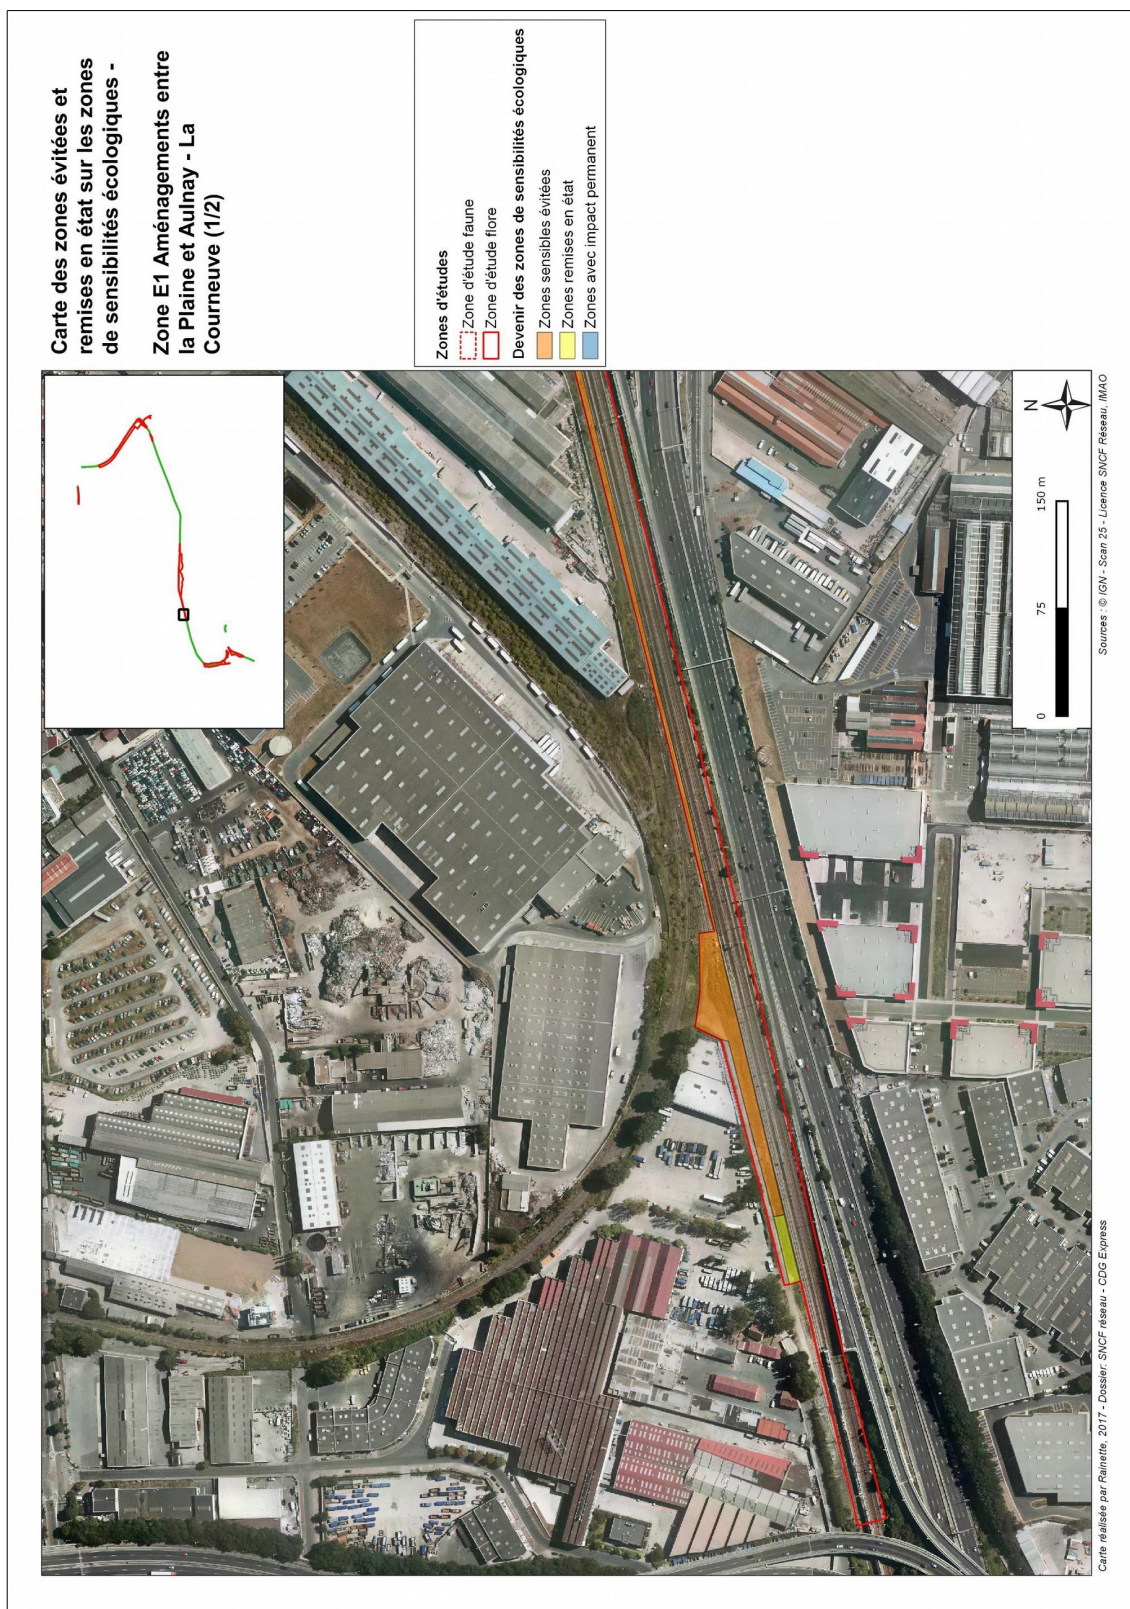 Carte des zones évitées et
remises en état sur les zones
de sensibilités écologiques -
Zone E1 Aménagements entre
la Plaine et Aulnay - La
Courneuve (1/2)
Zones d'études
Zone d'étude faune
Zone d'étude flore
Devenir des zones de sensibilités écologiques
Zones sensibles évitées
Zones remises en état
Zones avec impact permanent
N
0 75 150 m
Carte réalisée par Rainette, 2017 - Dossier: SNCF réseau - CDG Express
Sources : © IGN - Scan 25 - Licence SNCF Réseau, IMAO